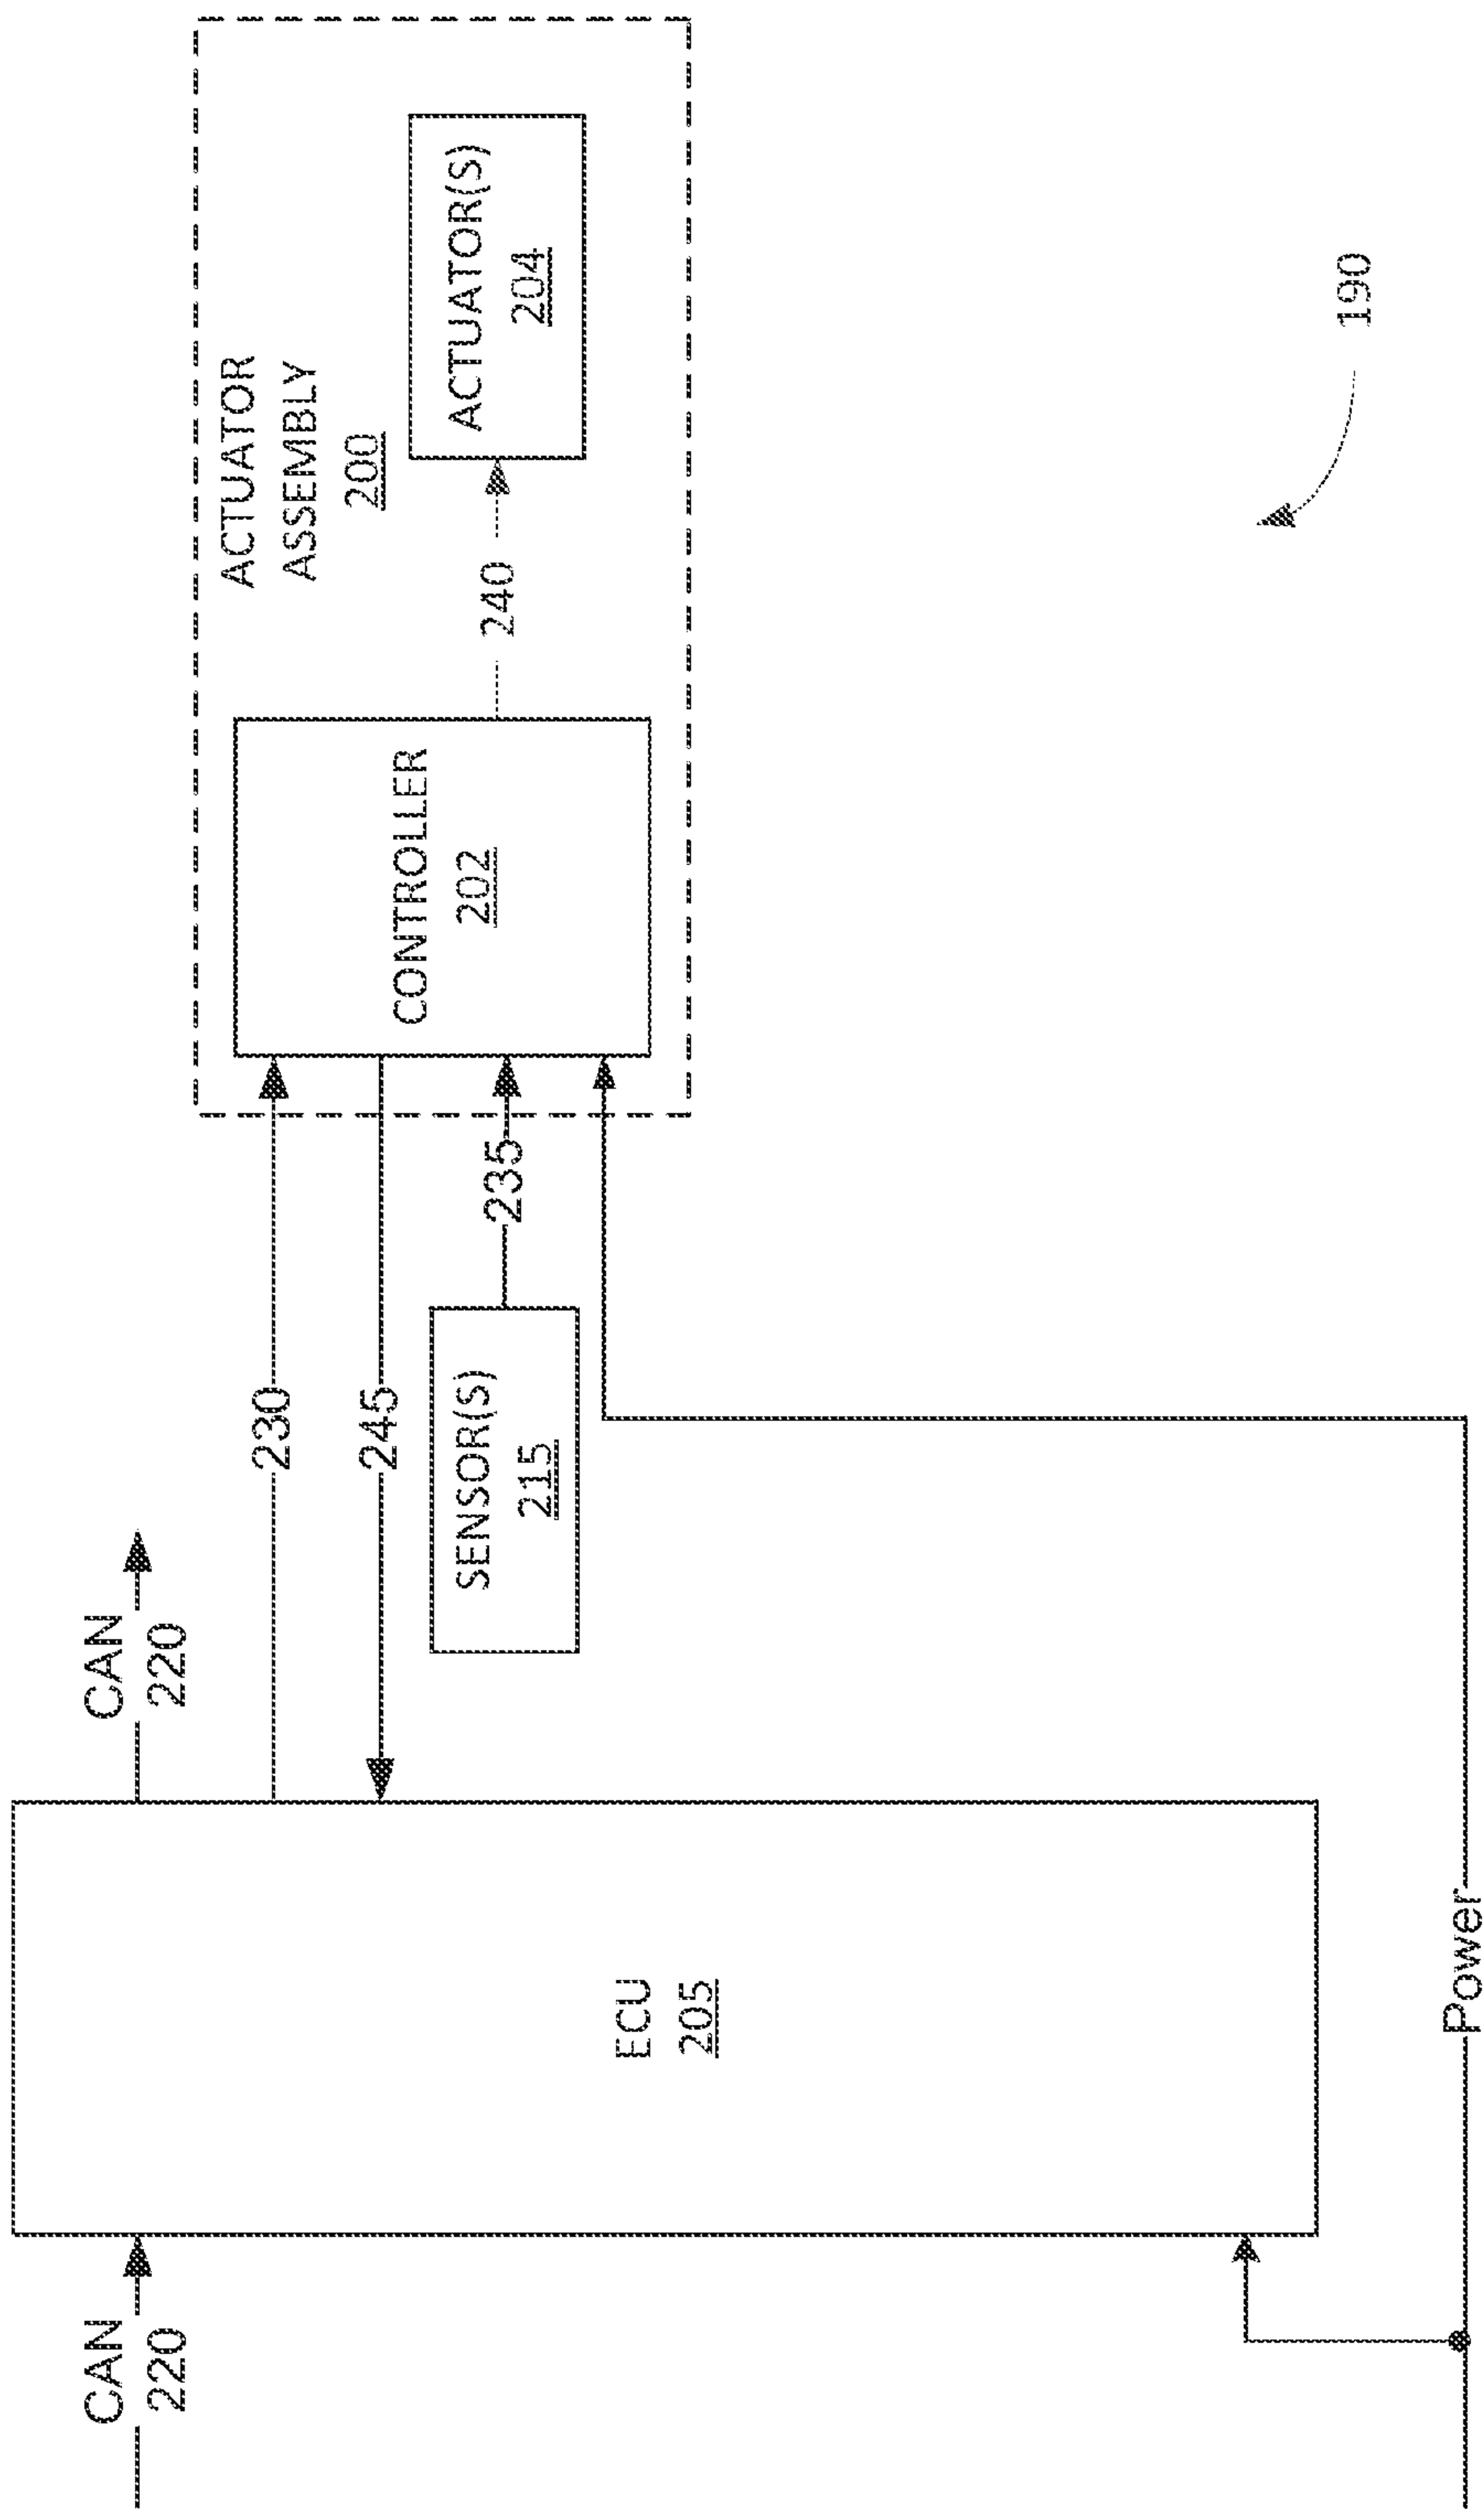 CAN
220
ECU
205
CAN
220
230
245
SENSOR(S)
215
235
CONTROLLER
202
240
ACTUATOR
ASSEMBLY
200
ACTUATOR(S)
204
Power
190